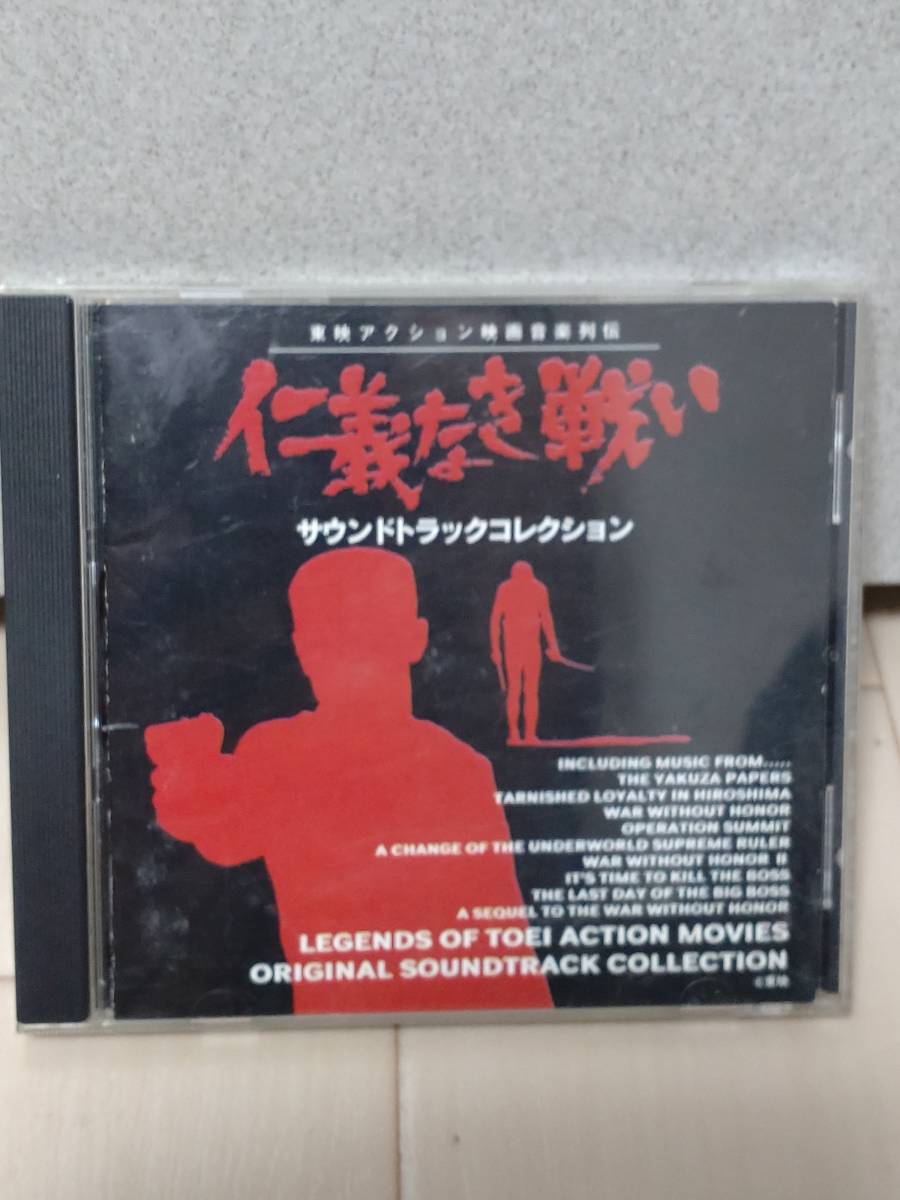 東映アクション映画音楽列伝
仁義なき戦い
サウンドトラックコレクション
INCLUDING MUSIC FROM.....
THE YAKUZA PAPERS
TARNISHED LOYALTY IN HIROSHIMA
WAR WITHOUT HONOR
OPERATION SUMMIT
A CHANGE OF THE UNDERWORLD SUPREME RULER
WAR WITHOUT HONOR II
IT'S TIME TO KILL THE BOSS
THE LAST DAY OF THE BIG BOSS
A SEQUEL TO THE WAR WITHOUT HONOR
LEGENDS OF TOEI ACTION MOVIES
ORIGINAL SOUNDTRACK COLLECTION
©東映